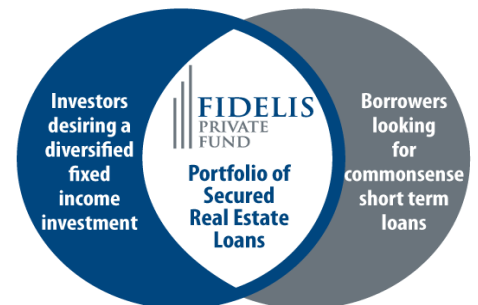 Investors
desiring a
diversified
fixed
income
investment
FIDELIS
PRIVATE
FUND
Portfolio of
Secured
Real Estate
Loans
Borrowers
looking
for
commonsense
short term
loans